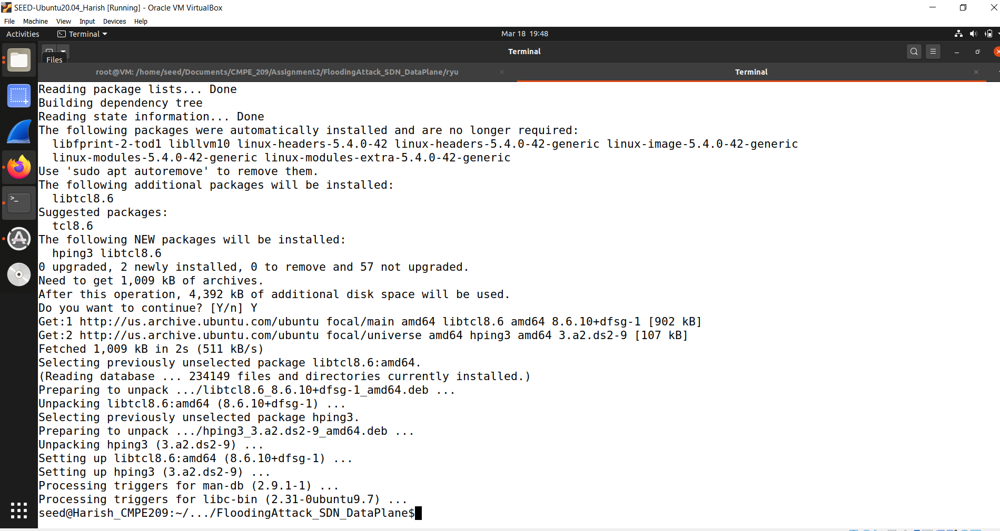 SEED-Ubuntu20.04_Harish [Running] - Oracle VM VirtualBox
File Machine View Input Devices Help
Activities Terminal Mar 18 19:48
Terminal
Files
root@VM: /home/seed/Documents/CMPE_209/Assignment2/FloodingAttack_SDN_DataPlane/ryu × Terminal ×
Reading package lists... Done
Building dependency tree
Reading state information... Done
The following packages were automatically installed and are no longer required:
  libfprint-2-tod1 libllvm10 linux-headers-5.4.0-42 linux-headers-5.4.0-42-generic linux-image-5.4.0-42-generic
  linux-modules-5.4.0-42-generic linux-modules-extra-5.4.0-42-generic
Use 'sudo apt autoremove' to remove them.
The following additional packages will be installed:
  libtcl8.6
Suggested packages:
  tcl8.6
The following NEW packages will be installed:
  hping3 libtcl8.6
0 upgraded, 2 newly installed, 0 to remove and 57 not upgraded.
Need to get 1,009 kB of archives.
After this operation, 4,392 kB of additional disk space will be used.
Do you want to continue? [Y/n] Y
Get:1 http://us.archive.ubuntu.com/ubuntu focal/main amd64 libtcl8.6 amd64 8.6.10+dfsg-1 [902 kB]
Get:2 http://us.archive.ubuntu.com/ubuntu focal/universe amd64 hping3 amd64 3.a2.ds2-9 [107 kB]
Fetched 1,009 kB in 2s (511 kB/s)
Selecting previously unselected package libtcl8.6:amd64.
(Reading database ... 234149 files and directories currently installed.)
Preparing to unpack .../libtcl8.6_8.6.10+dfsg-1_amd64.deb ...
Unpacking libtcl8.6:amd64 (8.6.10+dfsg-1) ...
Selecting previously unselected package hping3.
Preparing to unpack .../hping3_3.a2.ds2-9_amd64.deb ...
Unpacking hping3 (3.a2.ds2-9) ...
Setting up libtcl8.6:amd64 (8.6.10+dfsg-1) ...
Setting up hping3 (3.a2.ds2-9) ...
Processing triggers for man-db (2.9.1-1) ...
Processing triggers for libc-bin (2.31-0ubuntu9.7) ...
seed@Harish_CMPE209:~/.../FloodingAttack_SDN_DataPlane$